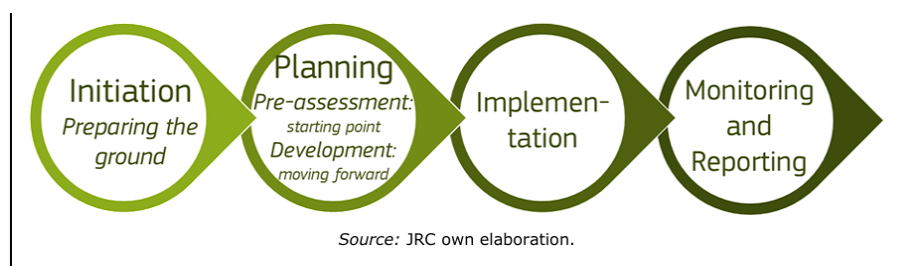 Initiation
Preparing the
ground
Planning
Pre-assessment:
starting point
Development:
moving forward
Implemen-
tation
Monitoring
and
Reporting
Source: JRC own elaboration.